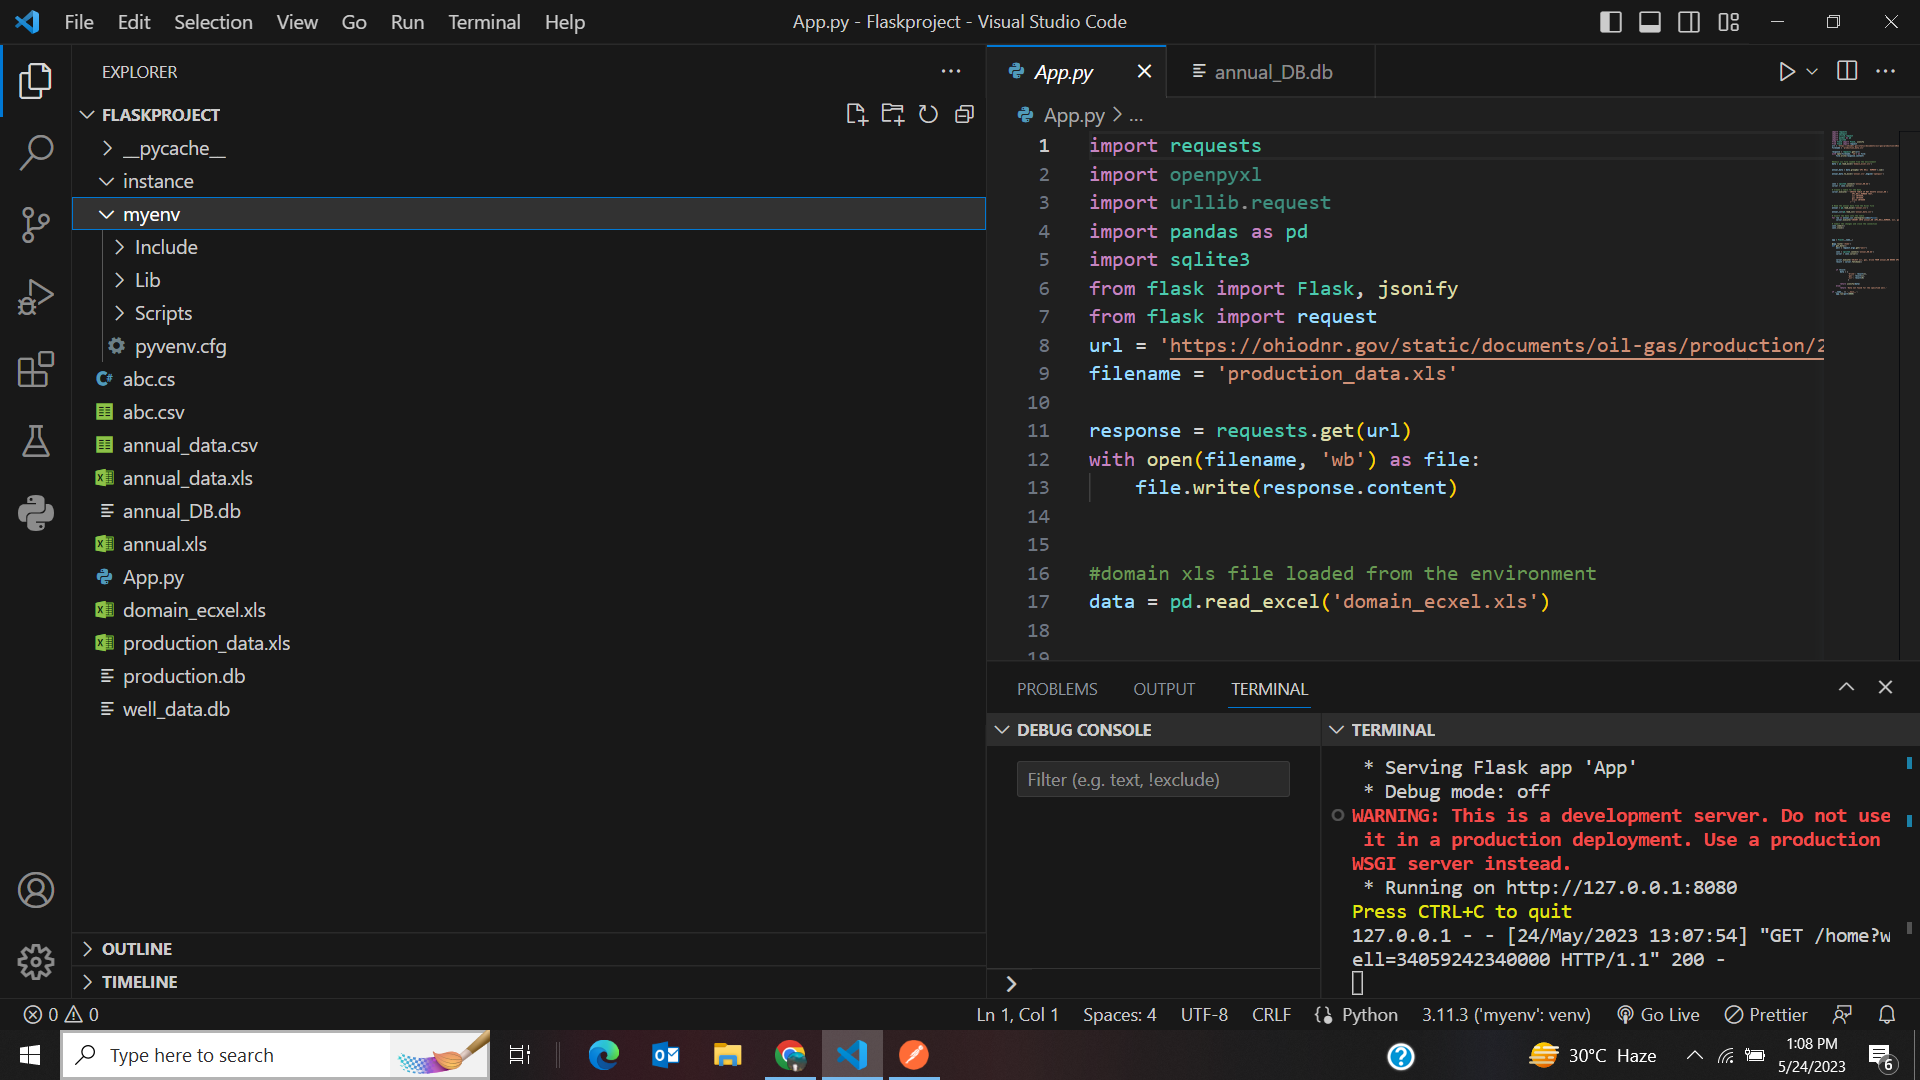 File Edit Selection View Go Run Terminal Help
App.py - Flaskproject - Visual Studio Code
EXPLORER
FLASKPROJECT
__pycache__
instance
myenv
Include
Lib
Scripts
pyvenv.cfg
abc.cs
abc.csv
annual_data.csv
annual_data.xls
annual_DB.db
annual.xls
App.py
domain_ecxel.xls
production_data.xls
production.db
well_data.db
OUTLINE
TIMELINE
App.py
annual_DB.db
App.py > ...
1 import requests
2 import openpyxl
3 import urllib.request
4 import pandas as pd
5 import sqlite3
6 from flask import Flask, jsonify
7 from flask import request
8 url = 'https://ohiodnr.gov/static/documents/oil-gas/production/2
9 filename = 'production_data.xls'
10
11 response = requests.get(url)
12 with open(filename, 'wb') as file:
13 file.write(response.content)
14
15
16 #domain xls file loaded from the environment
17 data = pd.read_excel('domain_ecxel.xls')
18
19
PROBLEMS OUTPUT TERMINAL
DEBUG CONSOLE
Filter (e.g. text, !exclude)
TERMINAL
* Serving Flask app 'App'
* Debug mode: off
WARNING: This is a development server. Do not use
it in a production deployment. Use a production
WSGI server instead.
* Running on http://127.0.0.1:8080
Press CTRL+C to quit
127.0.0.1 - - [24/May/2023 13:07:54] "GET /home?w
ell=34059242340000 HTTP/1.1" 200 -
0 0
Ln 1, Col 1 Spaces: 4 UTF-8 CRLF Python 3.11.3 ('myenv': venv) Go Live Prettier
Type here to search
30°C Haze
1:08 PM
5/24/2023
6